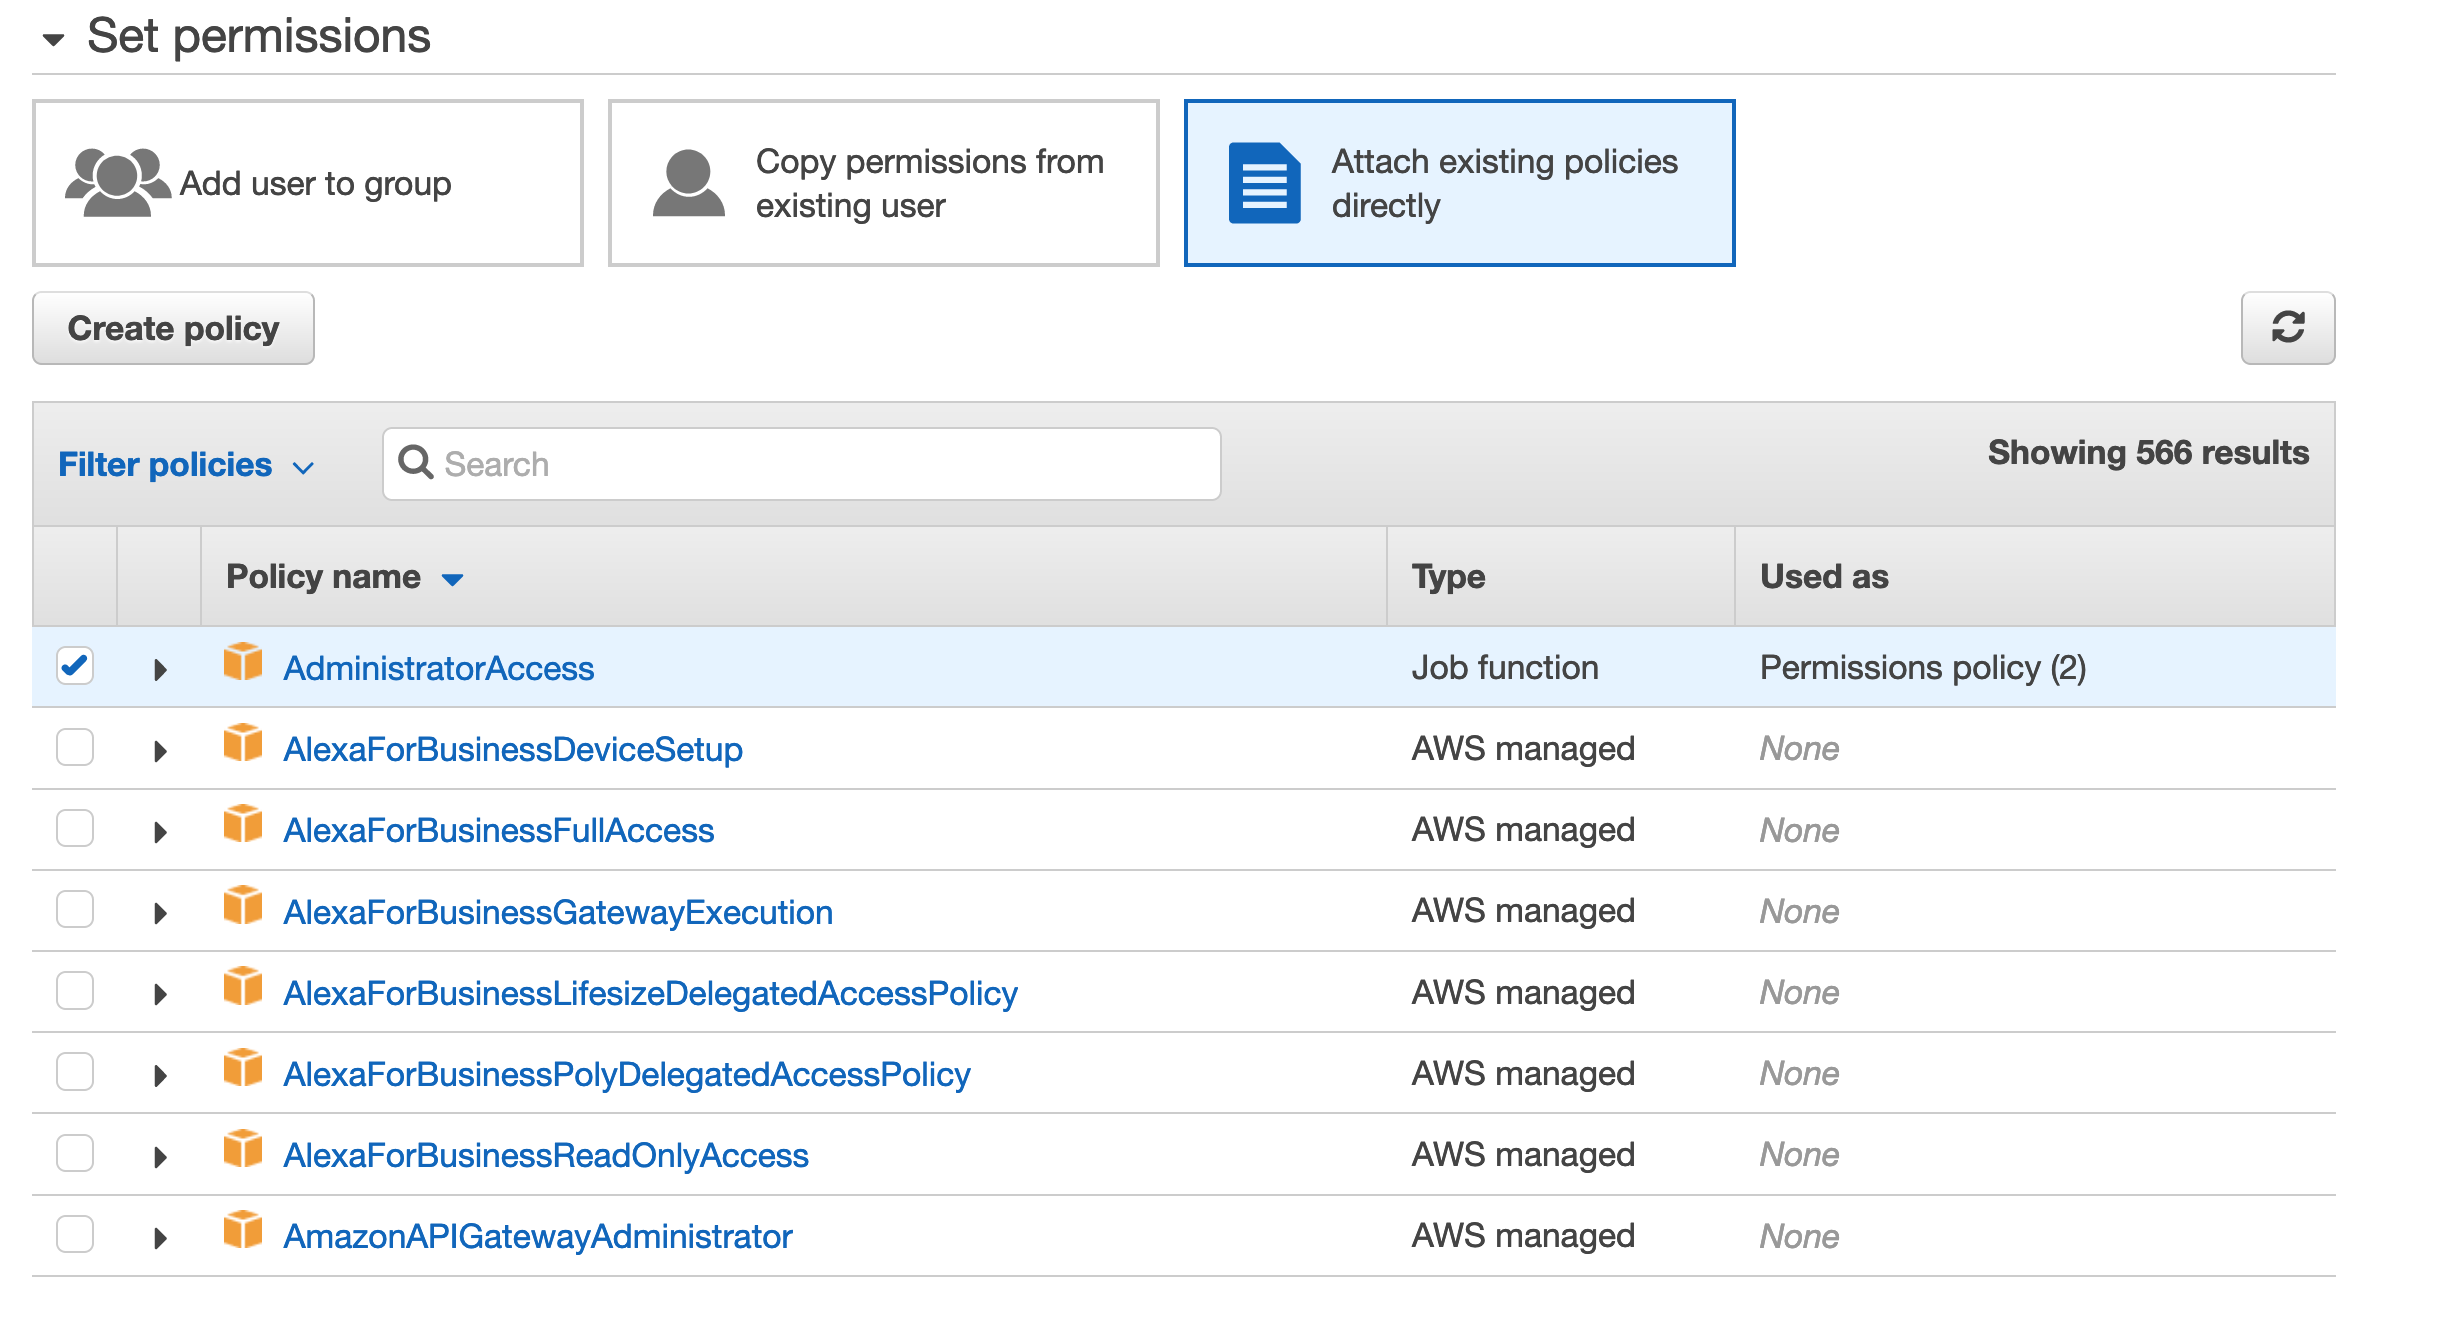 Set permissions
Add user to group
Copy permissions from
existing user
Attach existing policies
directly
Create policy
Filter policies
Search
Showing 566 results
Policy name
Type
Used as
AdministratorAccess
Job function
Permissions policy (2)
AlexaForBusinessDeviceSetup
AWS managed
None
AlexaForBusinessFullAccess
AWS managed
None
AlexaForBusinessGatewayExecution
AWS managed
None
AlexaForBusinessLifesizeDelegatedAccessPolicy
AWS managed
None
AlexaForBusinessPolyDelegatedAccessPolicy
AWS managed
None
AlexaForBusinessReadOnlyAccess
AWS managed
None
AmazonAPIGatewayAdministrator
AWS managed
None